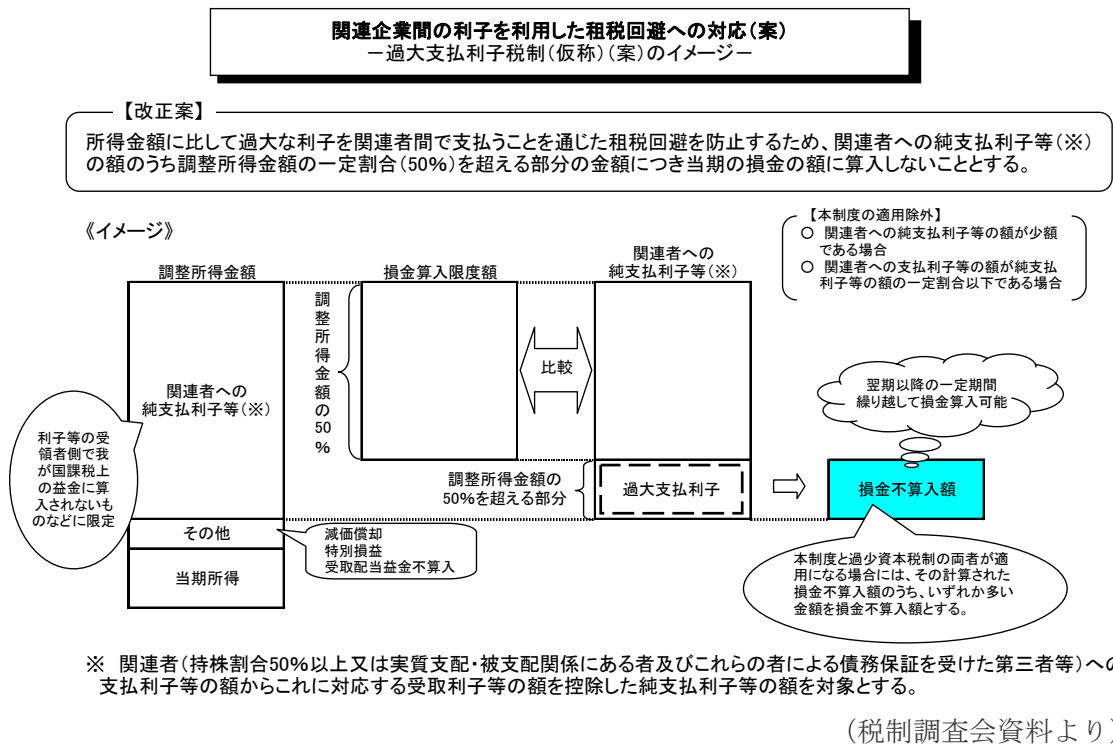 関連企業間の利子を利用した租税回避への対応（案）
－過大支払利子税制（仮称）（案）のイメージ－
【改正案】
所得金額に比して過大な利子を関連者間で支払うことを通じた租税回避を防止するため、関連者への純支払利子等（※）
の額のうち調整所得金額の一定割合（50％）を超える部分の金額につき当期の損金の額に算入しないこととする。
《イメージ》
【本制度の適用除外】
○ 関連者への純支払利子等の額が少額
である場合
○ 関連者への支払利子等の額が純支払
利子等の額の一定割合以下である場合
調整所得金額
損金算入限度額
関連者への
純支払利子等（※）
調整所得金額の50％
関連者への
純支払利子等（※）
比較
利子等の受
領者側で我
が国課税上
の益金に算
入されないも
のなどに限定
翌期以降の一定期間
繰り越して損金算入可能
調整所得金額の
50％を超える部分
過大支払利子
損金不算入額
その他
減価償却
特別損益
受取配当益金不算入
当期所得
本制度と過少資本税制の両者が適
用になる場合には、その計算された
損金不算入額のうち、いずれか多い
金額を損金不算入額とする。
※ 関連者（持株割合50％以上又は実質支配・被支配関係にある者及びこれらの者による債務保証を受けた第三者等）への
支払利子等の額からこれに対応する受取利子等の額を控除した純支払利子等の額を対象とする。
（税制調査会資料より）